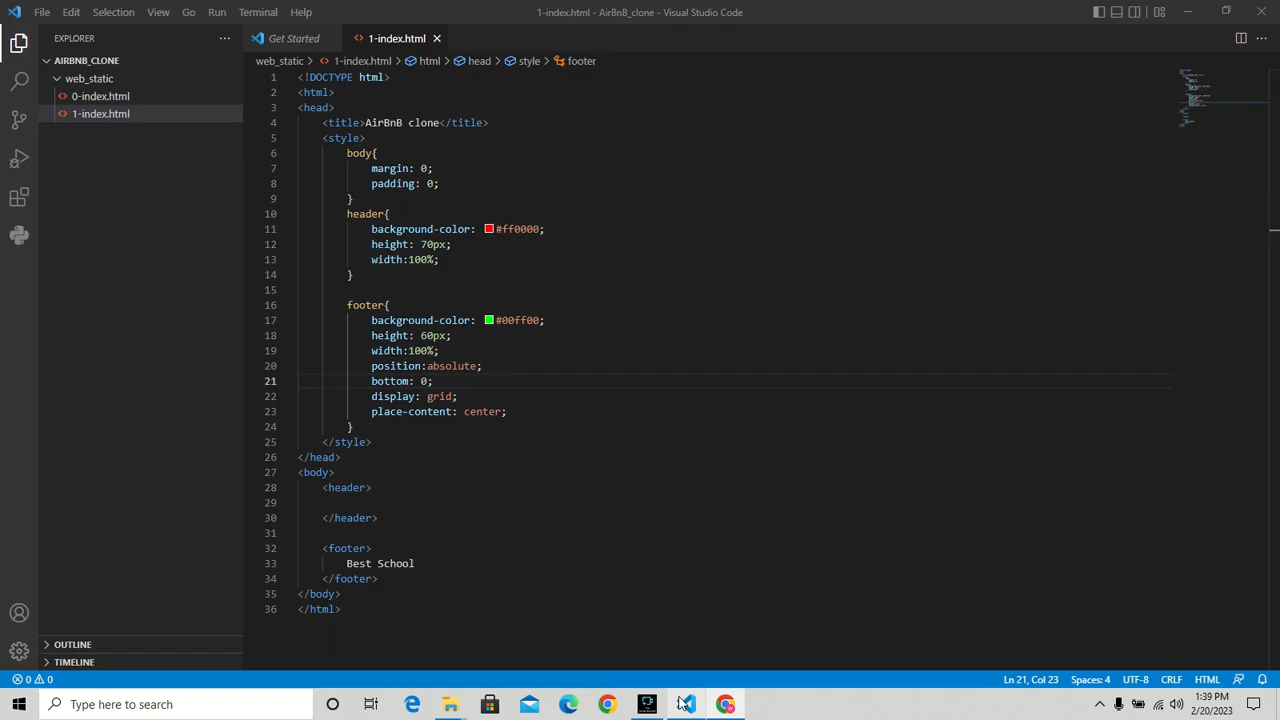 File Edit Selection View Go Run Terminal Help
1-index.html - AirBnB_clone - Visual Studio Code
EXPLORER
AIRBNB_CLONE
web_static
0-index.html
1-index.html
OUTLINE
TIMELINE
Get Started
1-index.html
web_static > 1-index.html > html > head > style > footer
1 <!DOCTYPE html>
2 <html>
3 <head>
4 <title>AirBnB clone</title>
5 <style>
6 body{
7 margin: 0;
8 padding: 0;
9 }
10 header{
11 background-color: #ff0000;
12 height: 70px;
13 width:100%;
14 }
15
16 footer{
17 background-color: #00ff00;
18 height: 60px;
19 width:100%;
20 position:absolute;
21 bottom: 0;
22 display: grid;
23 place-content: center;
24 }
25 </style>
26 </head>
27 <body>
28 <header>
29
30 </header>
31
32 <footer>
33 Best School
34 </footer>
35 </body>
36 </html>
0 0 Ln 21, Col 23 Spaces: 4 UTF-8 CRLF HTML
Type here to search
1:39 PM
2/20/2023